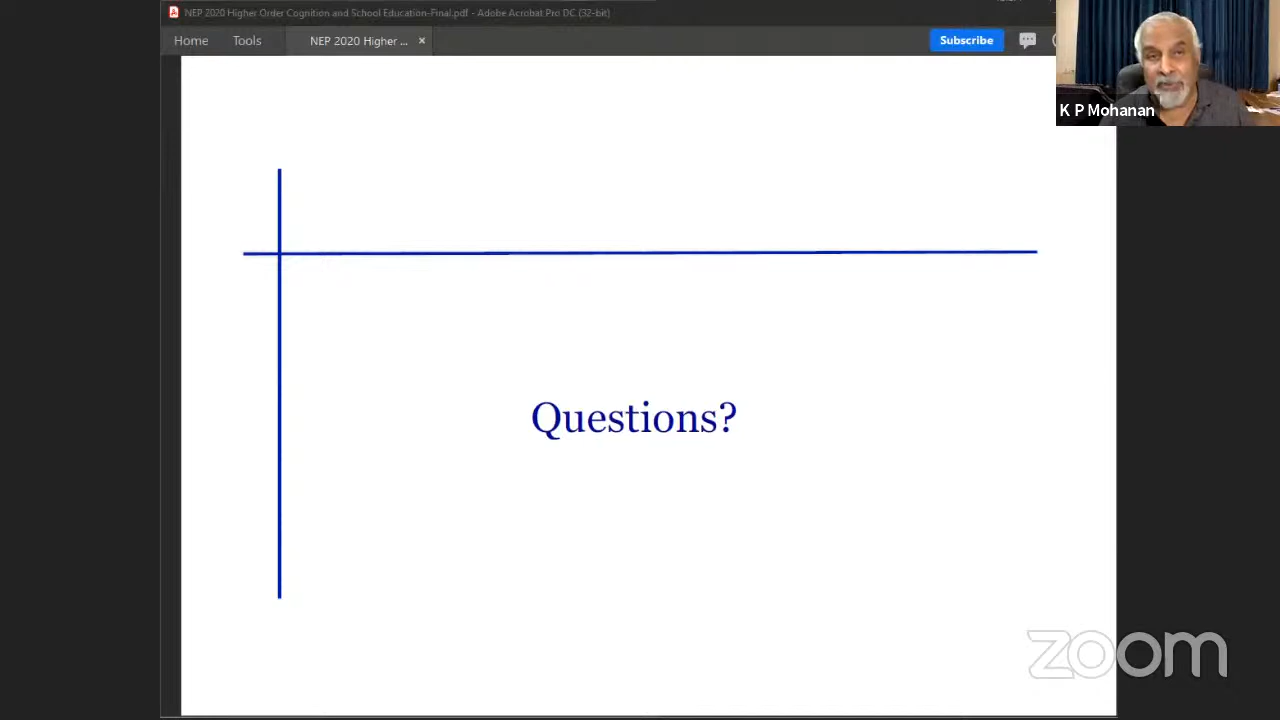 NEP 2020 Higher Order Cognition and School Education-Final.pdf - Adobe Acrobat Pro DC (32-bit)
Home Tools NEP 2020 Higher ... × Subscribe
K P Mohanan
Questions?
zoom